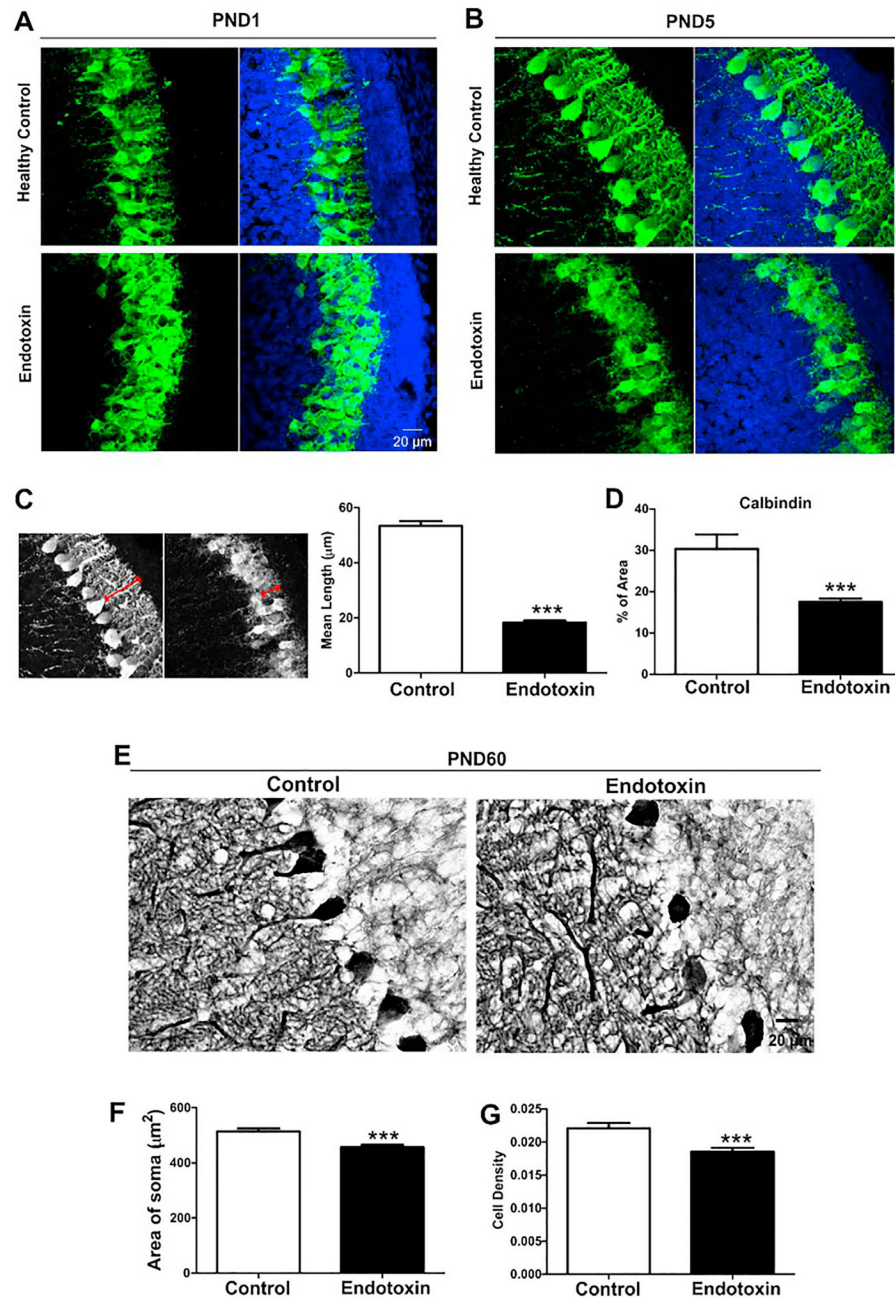 A
PND1
B
PND5
Healthy Control
Endotoxin
20 µm
Healthy Control
Endotoxin
C
Mean Length (µm)
60
40
20
0
***
Control
Endotoxin
D
Calbindin
% of Area
40
30
20
10
0
***
Control
Endotoxin
E
PND60
Control
Endotoxin
20 µm
F
Area of soma (µm²)
600
400
200
0
***
Control
Endotoxin
G
Cell Density
0.025
0.020
0.015
0.010
0.005
0.000
***
Control
Endotoxin